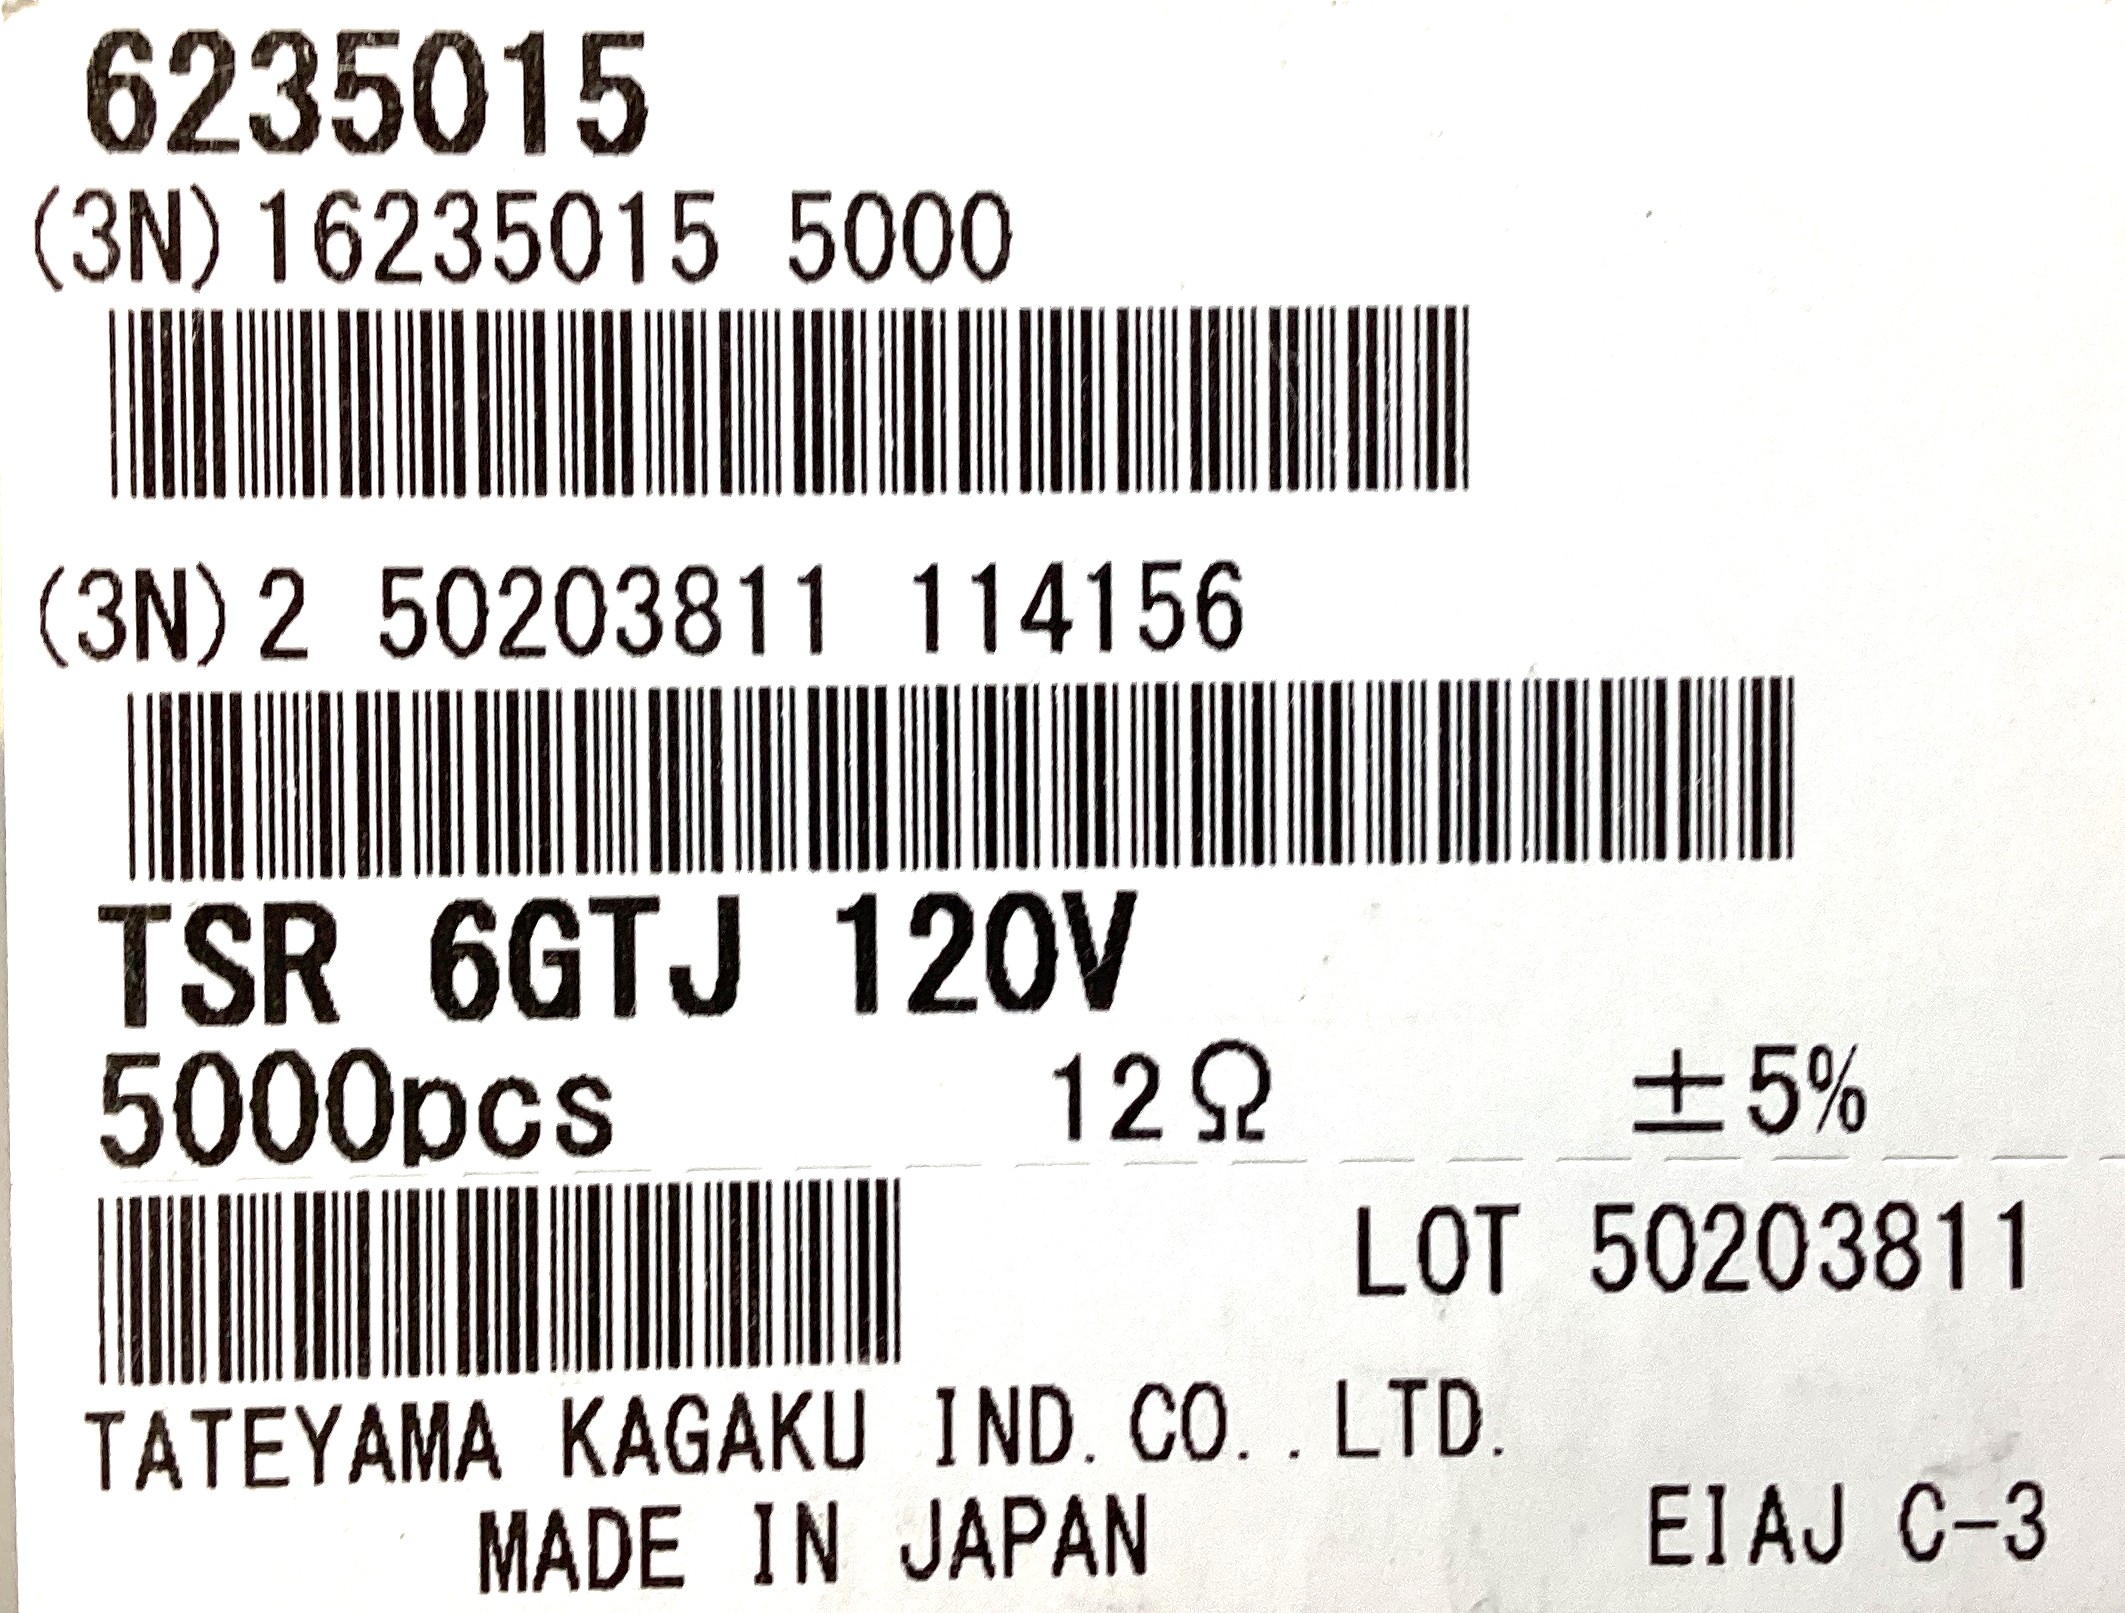 6235015
(3N)16235015 5000
(3N)2 50203811 114156
TSR 6GTJ 120V
5000pcs 12Ω ±5%
LOT 50203811
TATEYAMA KAGAKU IND.CO..LTD.
MADE IN JAPAN
EIAJ C-3